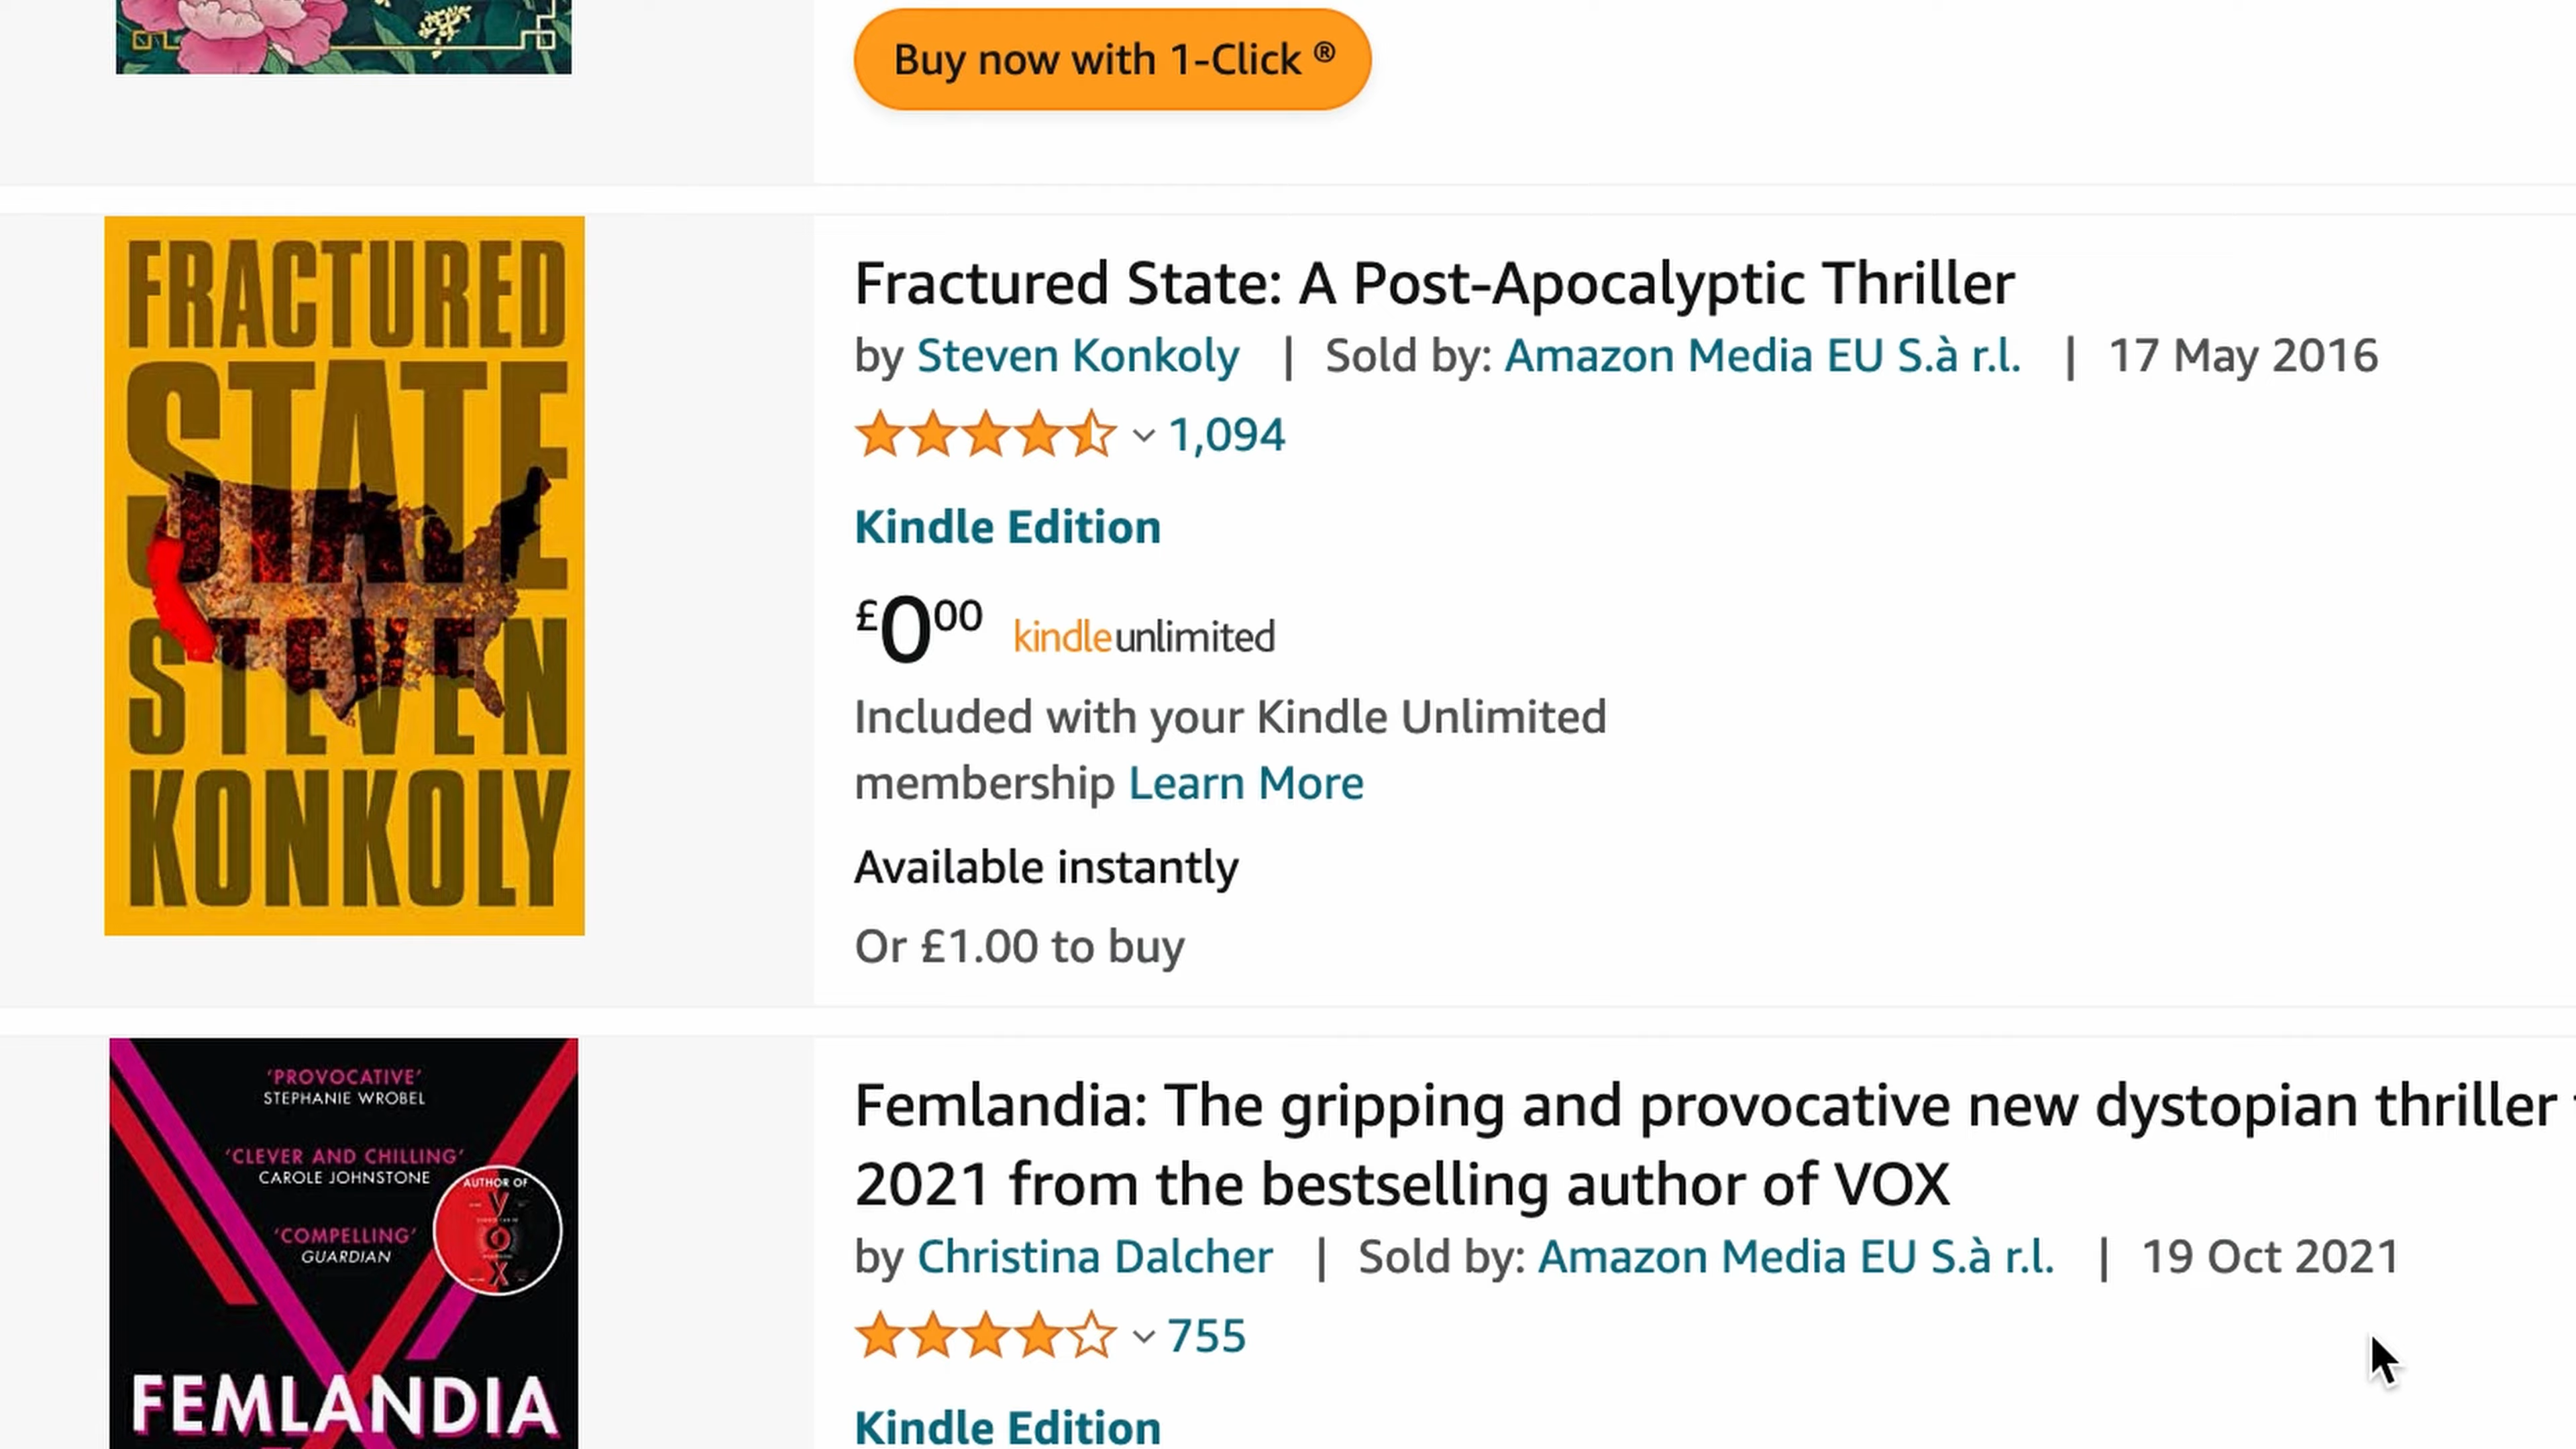 Buy now with 1-Click ®
FRACTURED
STATE
STEVEN
KONKOLY
Fractured State: A Post-Apocalyptic Thriller
by Steven Konkoly | Sold by: Amazon Media EU S.à r.l. | 17 May 2016
1,094
Kindle Edition
£000 kindleunlimited
Included with your Kindle Unlimited
membership Learn More
Available instantly
Or £1.00 to buy
'PROVOCATIVE'
STEPHANIE WROBEL
'CLEVER AND CHILLING'
CAROLE JOHNSTONE
'COMPELLING'
GUARDIAN
AUTHOR OF
VOX
FEMLANDIA
Femlandia: The gripping and provocative new dystopian thriller
2021 from the bestselling author of VOX
by Christina Dalcher | Sold by: Amazon Media EU S.à r.l. | 19 Oct 2021
755
Kindle Edition